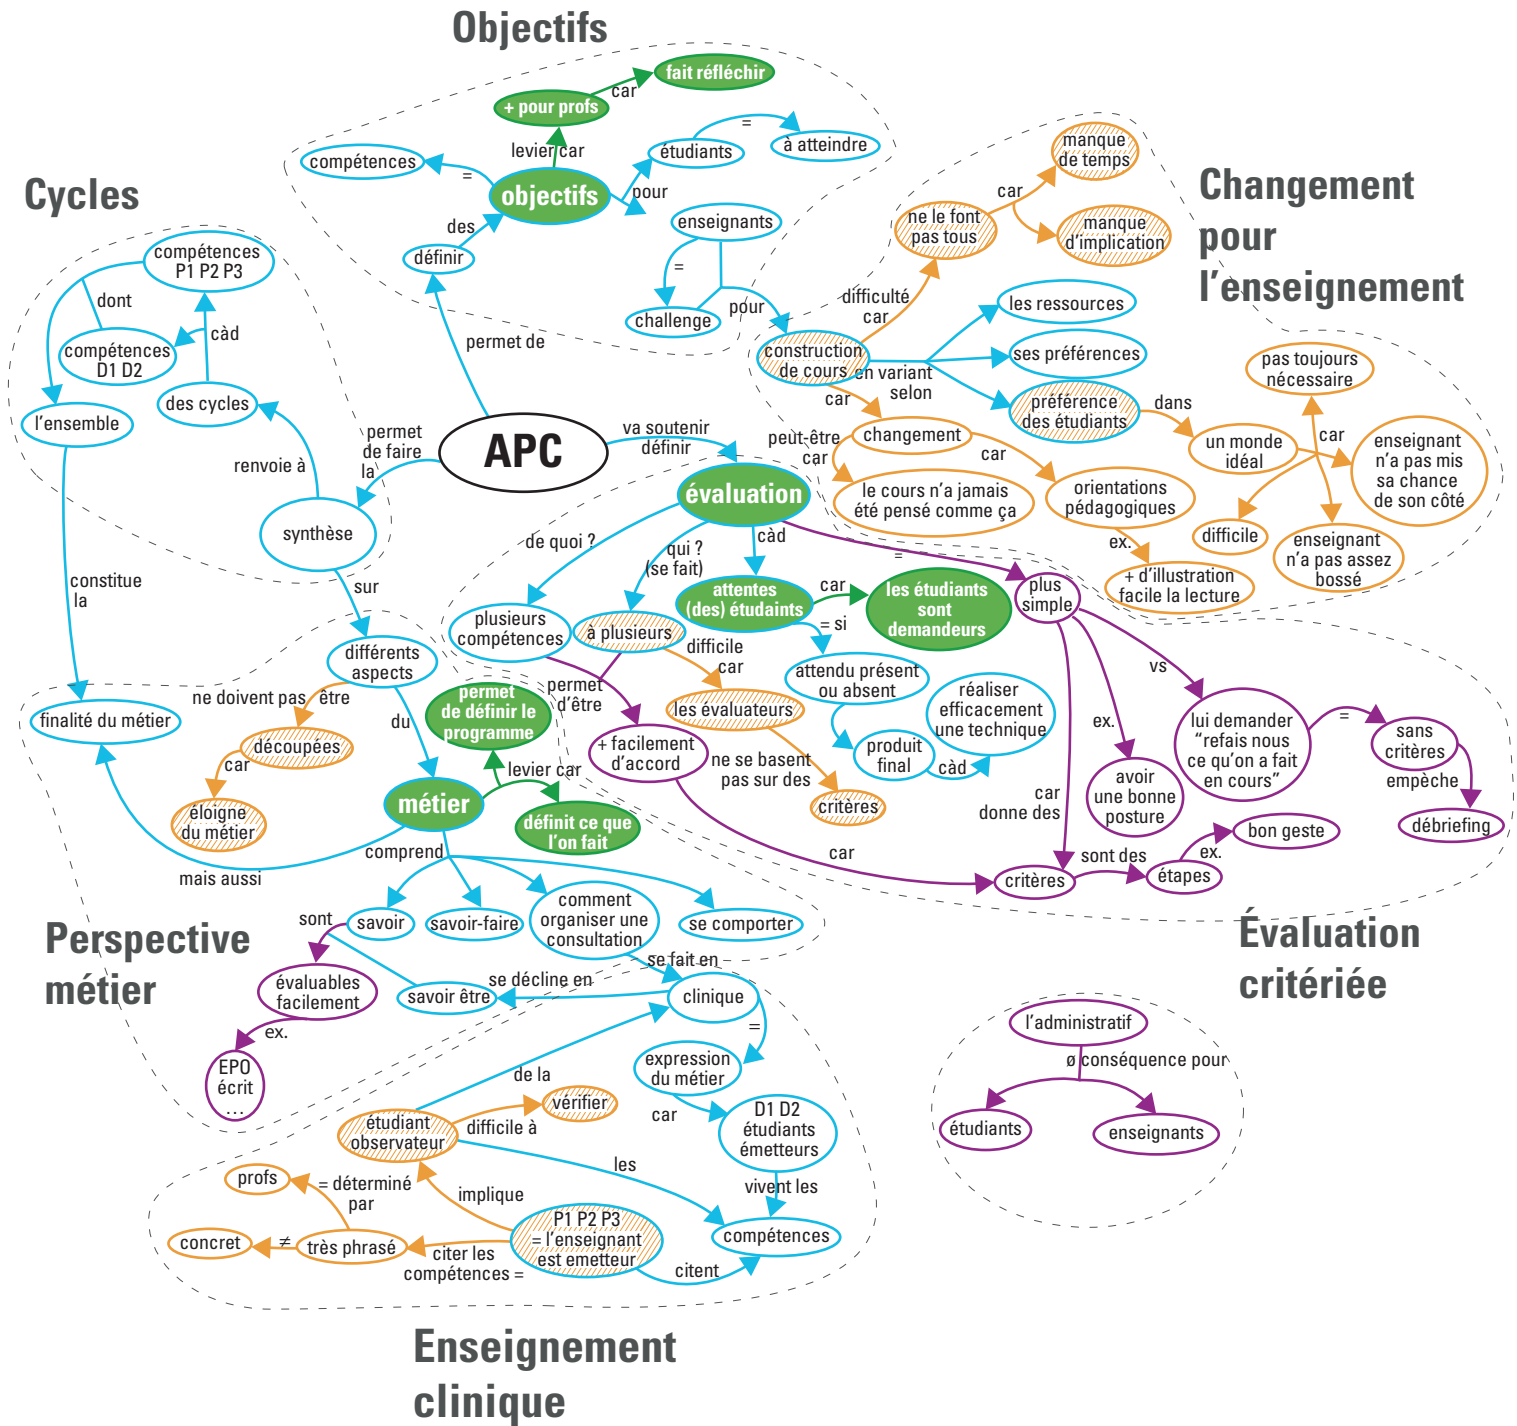 Objectifs
fait réfléchir
car
+ pour profs
levier car
compétences
=
objectifs
étudiants
=
à atteindre
pour
des
définir
enseignants
=
challenge
pour
permet de
Cycles
compétences
P1 P2 P3
dont
càd
compétences
D1 D2
des cycles
l'ensemble
renvoie à
permet
de faire
la
synthèse
constitue
la
sur
APC
va soutenir
définir
Changement
pour
l'enseignement
manque
de temps
car
ne le font
pas tous
manque
d'implication
difficulté
car
les ressources
construction
de cours
ses préférences
en variant
selon
préférence
des étudiants
dans
un monde
idéal
car
pas toujours
nécessaire
enseignant
n'a pas mis
sa chance
de son côté
difficile
enseignant
n'a pas assez
bossé
car
changement
peut-être
car
car
le cours n'a jamais
été pensé comme ça
orientations
pédagogiques
ex.
+ d'illustration
facile la lecture
évaluation
de quoi ?
qui ?
(se fait)
càd
=
plusieurs
compétences
à plusieurs
attentes
(des) étudaints
car
les étudiants
sont
demandeurs
= si
plus
simple
difficile
car
attendu présent
ou absent
les évaluateurs
permet
d'être
+ facilement
d'accord
ne se basent
pas sur des
critères
produit
final
càd
réaliser
efficacement
une technique
vs
ex.
lui demander
“refais nous
ce qu'on a fait
en cours”
=
sans
critères
empèche
débriefing
avoir
une bonne
posture
car
donne des
car
critères
sont des
étapes
ex.
bon geste
Évaluation
critériée
différents
aspects
ne doivent pas
être
découpées
car
éloigne
du métier
du
finalité du métier
permet
de définir le
programme
levier car
métier
définit ce que
l'on fait
comprend
mais aussi
Perspective
métier
sont
savoir
savoir-faire
comment
organiser une
consultation
se comporter
évaluables
facilement
ex.
EPO
écrit
...
savoir être
se décline en
se fait en
clinique
=
expression
du métier
car
D1 D2
étudiants
émetteurs
vivent les
de la
étudiant
observateur
difficile à
vérifier
les
implique
profs
= déterminé
par
concret
≠
très phrasé
citer les
compétences =
P1 P2 P3
= l'enseignant
est emetteur
citent
compétences
Enseignement
clinique
l'administratif
ø conséquence pour
étudiants
enseignants